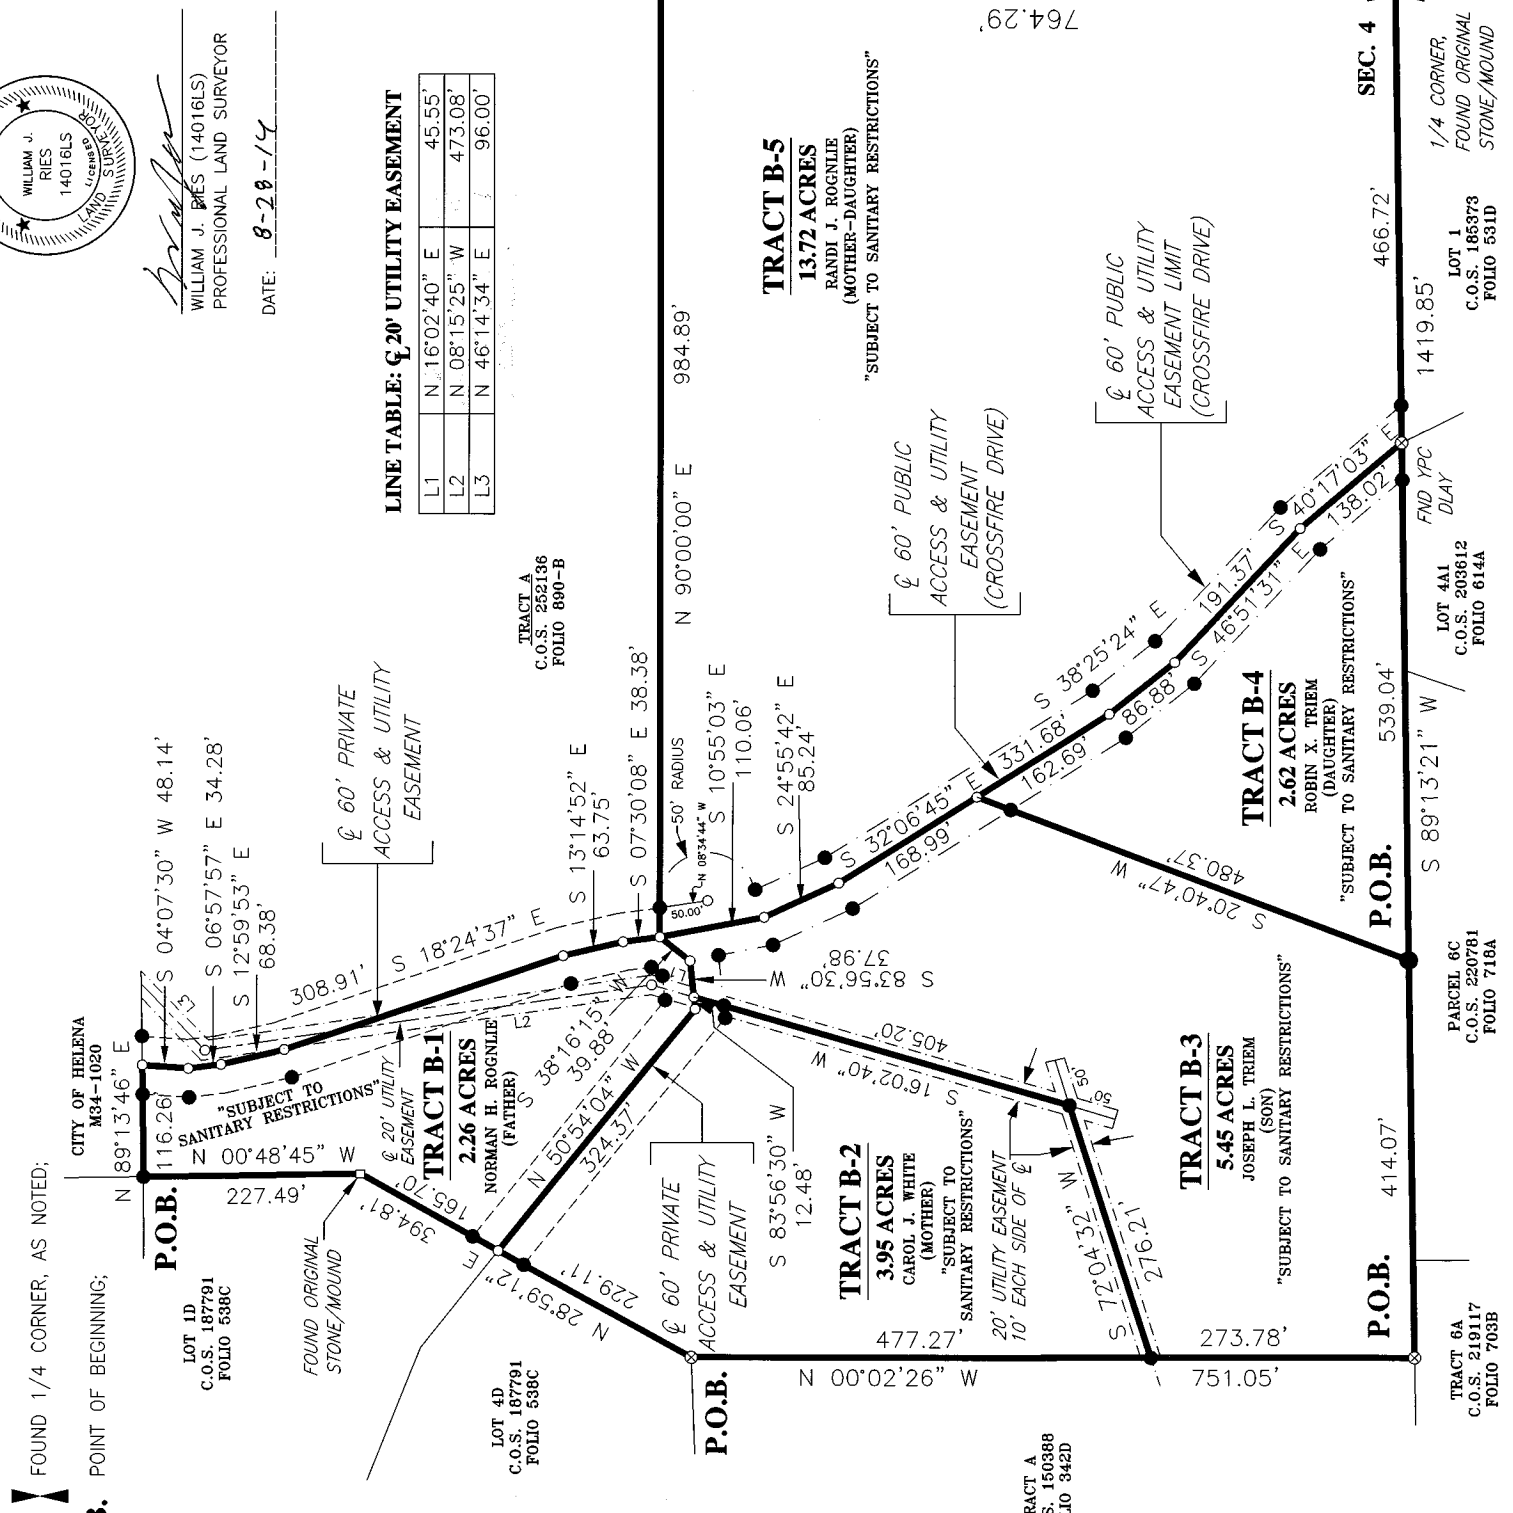 FOUND 1/4 CORNER, AS NOTED;
POINT OF BEGINNING;
WILLIAM J.
RIES
14016LS
LICENSED
LAND SURVEYOR
WILLIAM J. RIES (14016LS)
PROFESSIONAL LAND SURVEYOR
DATE: 8-28-14
LINE TABLE: ℄ 20' UTILITY EASEMENT
L1 N 16°02'40" E 45.55'
L2 N 08°15'25" W 473.08'
L3 N 46°14'34" E 96.00'
CITY OF HELENA
M34-1020
N 89°13'46" E
116.26'
P.O.B.
S 04°07'30" W 48.14'
S 06°57'57" E 34.28'
S 12°59'53" E
68.38'
℄ 60' PRIVATE
ACCESS & UTILITY
EASEMENT
308.91'
S 18°24'37" E
S 13°14'52" E
63.75'
S 07°30'08" E 38.38'
TRACT A
C.O.S. 252136
FOLIO 890-B
N 90°00'00" E
984.89'
764.29'
LOT 1D
C.O.S. 187791
FOLIO 538C
FOUND ORIGINAL
STONE/MOUND
N 00°48'45" W
227.49'
"SUBJECT TO
SANITARY RESTRICTIONS"
L3
L2
L1
℄ 20' UTILITY
EASEMENT
TRACT B-1
2.26 ACRES
NORMAN H. ROGNLIE
(FATHER)
165.70'
394.81'
N 28°59'12" E
229.11'
S 38°16'15" W
39.88'
N 50°54'04" W
324.37'
50' RADIUS
N 08°34'44" W
50.00'
S 10°55'03" E
110.06'
S 24°55'42" E
85.24'
S 83°56'30" W
37.98'
S 83°56'30" W
12.48'
LOT 4D
C.O.S. 187791
FOLIO 538C
P.O.B.
℄ 60' PRIVATE
ACCESS & UTILITY
EASEMENT
TRACT B-2
3.95 ACRES
CAROL J. WHITE
(MOTHER)
"SUBJECT TO
SANITARY RESTRICTIONS"
477.27'
N 00°02'26" W
751.05'
273.78'
20' UTILITY EASEMENT
10' EACH SIDE OF ℄
S 16°02'40" W
405.20'
50'
50'
S 72°04'32" W
276.21'
TRACT B-3
5.45 ACRES
JOSEPH L. TRIEM
(SON)
"SUBJECT TO SANITARY RESTRICTIONS"
P.O.B.
414.07'
S 20°40'47" W
480.37'
S 32°06'45" E
331.68'
168.99'
162.69'
S 38°25'24" E
86.88'
191.37'
S 46°51'31" E
S 40°17'03" E
138.02'
℄ 60' PUBLIC
ACCESS & UTILITY
EASEMENT
(CROSSFIRE DRIVE)
℄ 60' PUBLIC
ACCESS & UTILITY
EASEMENT LIMIT
(CROSSFIRE DRIVE)
TRACT B-5
13.72 ACRES
RANDI J. ROGNLIE
(MOTHER-DAUGHTER)
"SUBJECT TO SANITARY RESTRICTIONS"
TRACT B-4
2.62 ACRES
ROBIN X. TRIEM
(DAUGHTER)
"SUBJECT TO SANITARY RESTRICTIONS"
P.O.B.
539.04'
S 89°13'21" W
1419.85'
466.72'
SEC. 4
FND YPC
DLAY
1/4 CORNER,
FOUND ORIGINAL
STONE/MOUND
LOT 1
C.O.S. 185373
FOLIO 531D
LOT 4A1
C.O.S. 203612
FOLIO 614A
PARCEL 6C
C.O.S. 220781
FOLIO 718A
TRACT 6A
C.O.S. 219117
FOLIO 703B
RACT A
S. 150388
IO 342D